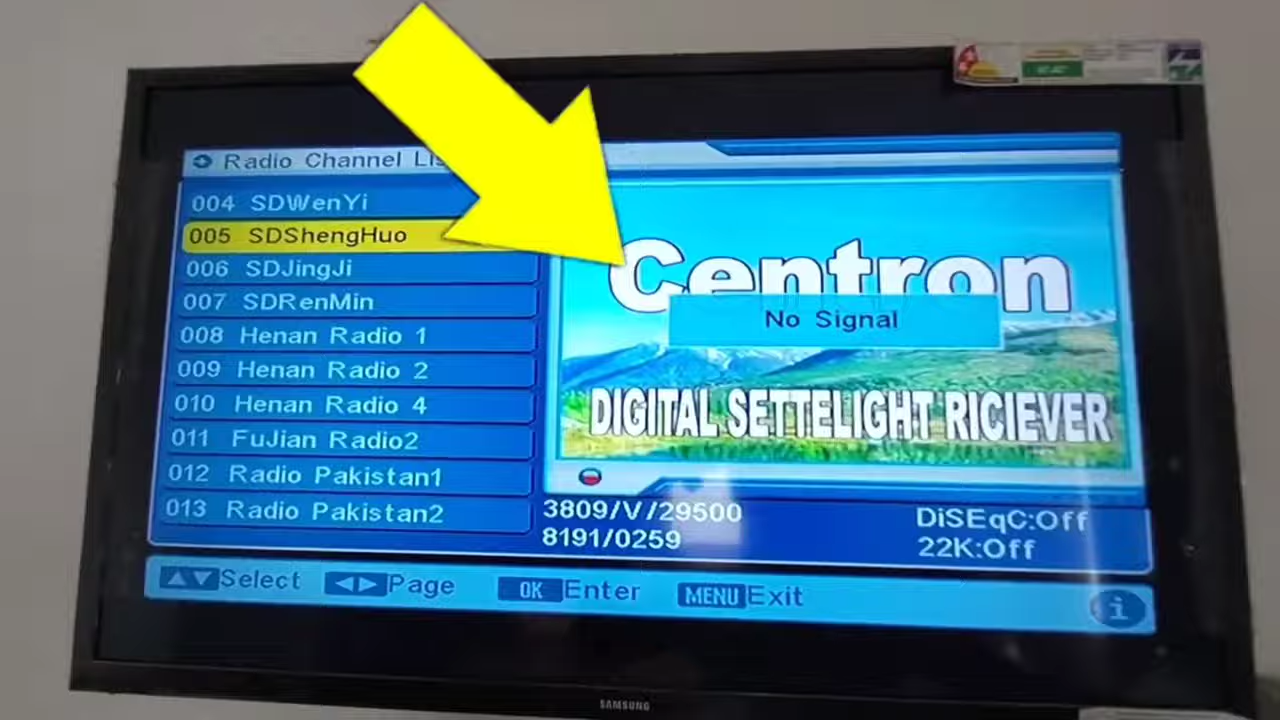 Radio Channel Lis
004 SDWenYi
005 SDShengHuo
006 SDJingJi
007 SDRenMin
008 Henan Radio 1
009 Henan Radio 2
010 Henan Radio 4
011 FuJian Radio2
012 Radio Pakistan1
013 Radio Pakistan2
Centron
No Signal
DIGITAL SETTELIGHT RICIEVER
3809/V/29500
8191/0259
DiSEqC:Off
22K:Off
Select
Page
OK Enter
MENU Exit
i
SAMSUNG